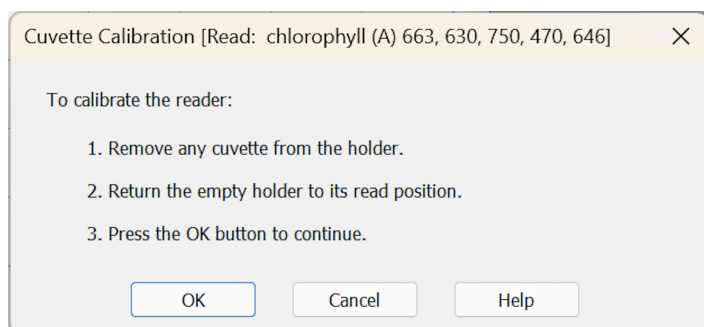 Cuvette Calibration [Read: chlorophyll (A) 663, 630, 750, 470, 646]
To calibrate the reader:
1. Remove any cuvette from the holder.
2. Return the empty holder to its read position.
3. Press the OK button to continue.
OK Cancel Help